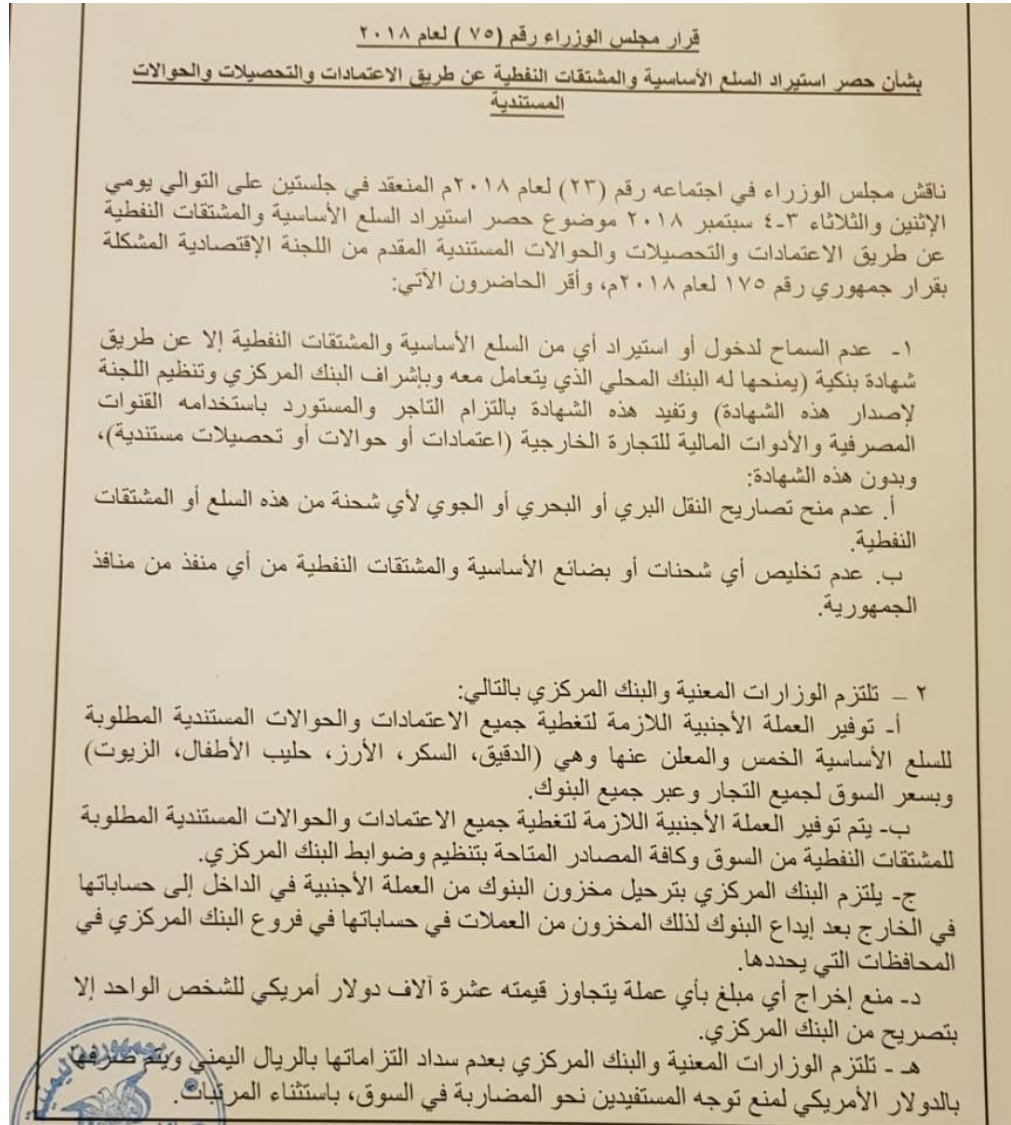 قرار مجلس الوزراء رقم (٧٥ ) لعام ٢٠١٨
بشأن حصر استيراد السلع الأساسية والمشتقات النفطية عن طريق الاعتمادات والتحصيلات والحوالات
المستندية
ناقش مجلس الوزراء في اجتماعه رقم (٢٣) لعام ٢٠١٨م المنعقد في جلستين على التوالي يومي
الإثنين والثلاثاء ٣-٤ سبتمبر ٢٠١٨ موضوع حصر استيراد السلع الأساسية والمشتقات النفطية
عن طريق الاعتمادات والتحصيلات والحوالات المستندية المقدم من اللجنة الإقتصادية المشكلة
بقرار جمهوري رقم ١٧٥ لعام ٢٠١٨م، وأقر الحاضرون الآتي:
١- عدم السماح لدخول أو استيراد أي من السلع الأساسية والمشتقات النفطية إلا عن طريق
شهادة بنكية (يمنحها له البنك المحلي الذي يتعامل معه وبإشراف البنك المركزي وتنظيم اللجنة
لإصدار هذه الشهادة) وتفيد هذه الشهادة بالتزام التاجر والمستورد باستخدامه القنوات
المصرفية والأدوات المالية للتجارة الخارجية (اعتمادات أو حوالات أو تحصيلات مستندية)،
وبدون هذه الشهادة:
أ. عدم منح تصاريح النقل البري أو البحري أو الجوي لأي شحنة من هذه السلع أو المشتقات
النفطية.
ب. عدم تخليص أي شحنات أو بضائع الأساسية والمشتقات النفطية من أي منفذ من منافذ
الجمهورية.
٢ – تلتزم الوزارات المعنية والبنك المركزي بالتالي:
أ- توفير العملة الأجنبية اللازمة لتغطية جميع الاعتمادات والحوالات المستندية المطلوبة
للسلع الأساسية الخمس والمعلن عنها وهي (الدقيق، السكر، الأرز، حليب الأطفال، الزيوت)
وبسعر السوق لجميع التجار وعبر جميع البنوك.
ب- يتم توفير العملة الأجنبية اللازمة لتغطية جميع الاعتمادات والحوالات المستندية المطلوبة
للمشتقات النفطية من السوق وكافة المصادر المتاحة بتنظيم وضوابط البنك المركزي.
ج- يلتزم البنك المركزي بترحيل مخزون البنوك من العملة الأجنبية في الداخل إلى حساباتها
في الخارج بعد إيداع البنوك لذلك المخزون من العملات في حساباتها في فروع البنك المركزي في
المحافظات التي يحددها.
د- منع إخراج أي مبلغ بأي عملة يتجاوز قيمته عشرة آلاف دولار أمريكي للشخص الواحد إلا
بتصريح من البنك المركزي.
هـ - تلتزم الوزارات المعنية والبنك المركزي بعدم سداد التزاماتها بالريال اليمني ويتم صرفها
بالدولار الأمريكي لمنع توجه المستفيدين نحو المضاربة في السوق، باستثناء المرتبات.